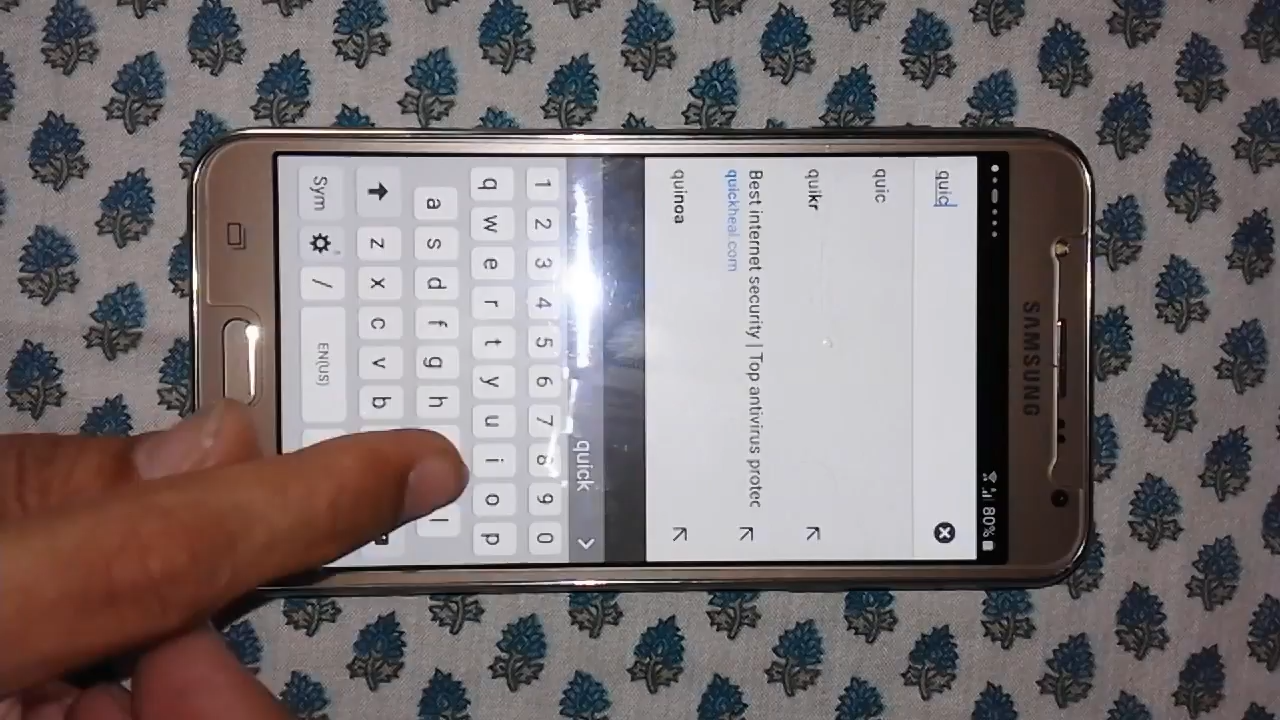 SAMSUNG
80%
quic
quic
quikr
Best internet security | Top antivirus protec
quickheal.com
quinoa
quick
1 2 3 4 5 6 7 8 9 0
q w e r t y u i o p
a s d f g h l
z x c v b
Sym / EN(US)